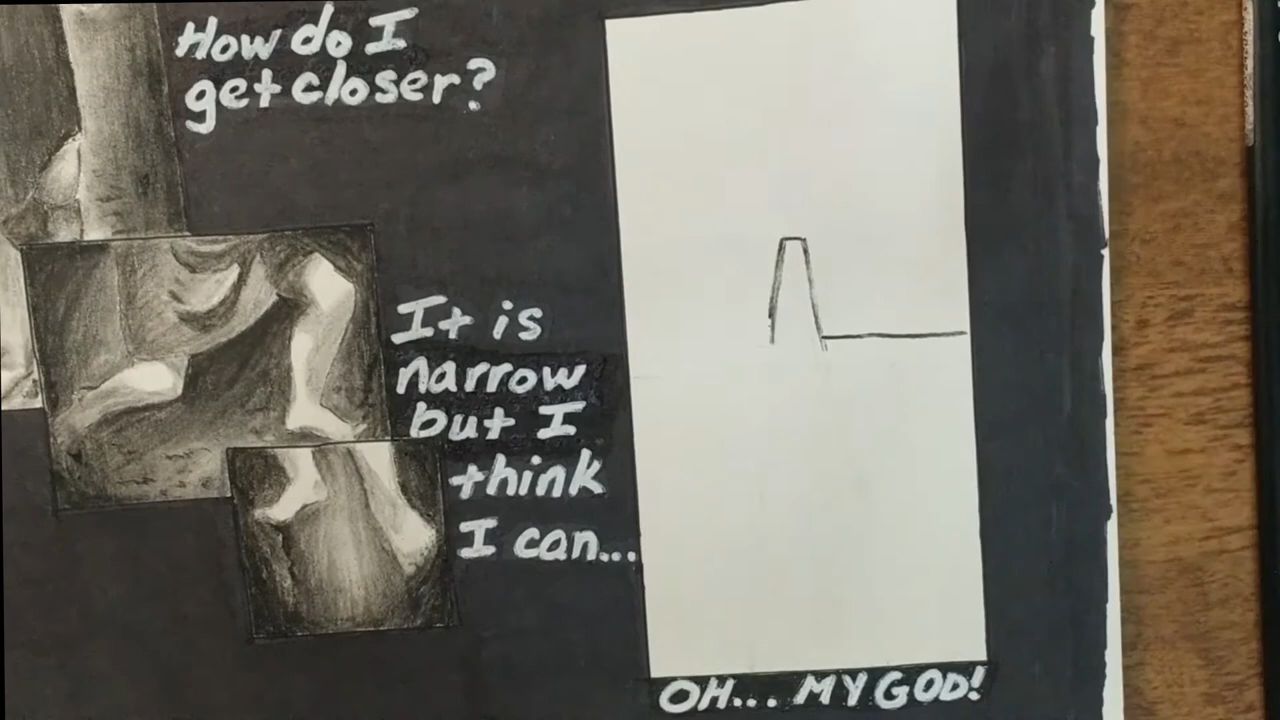 How do I
get closer?
It is
narrow
but I
think
I can...
OH... MY GOD!